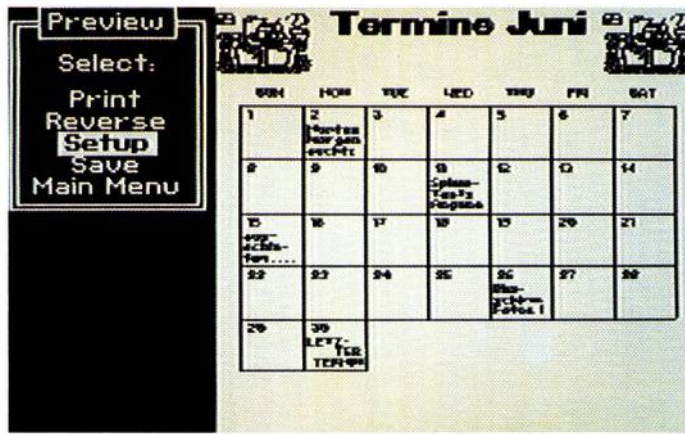 Preview
Select:
Print
Reverse
Setup
Save
Main Menu
Termine Juni
SUN MON TUE WED THU FRI SAT
1 2 3 4 5 6 7
8 9 10 11 12 13 14
15 16 17 18 19 20 21
22 23 24 25 26 27 28
Fotos!
29 30
LETZ-
TER
TERMIN